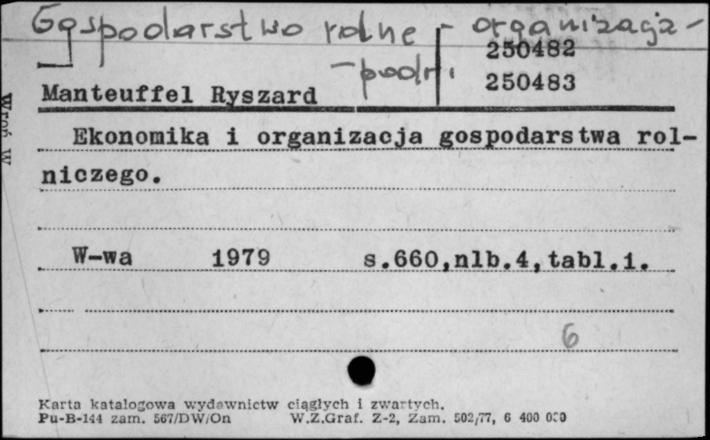 Gospodarstwo rolne - organizacja -
250482
- podr.
250483
Manteuffel Ryszard
Ekonomika i organizacja gospodarstwa rol-
niczego.
W-wa 1979 s.660,nlb.4,tabl.1.
6
Karta katalogowa wydawnictw ciągłych i zwartych.
Pu-B-144 zam. 567/DW/On W.Z.Graf. Z-2, Zam. 502/77, 6 400 000